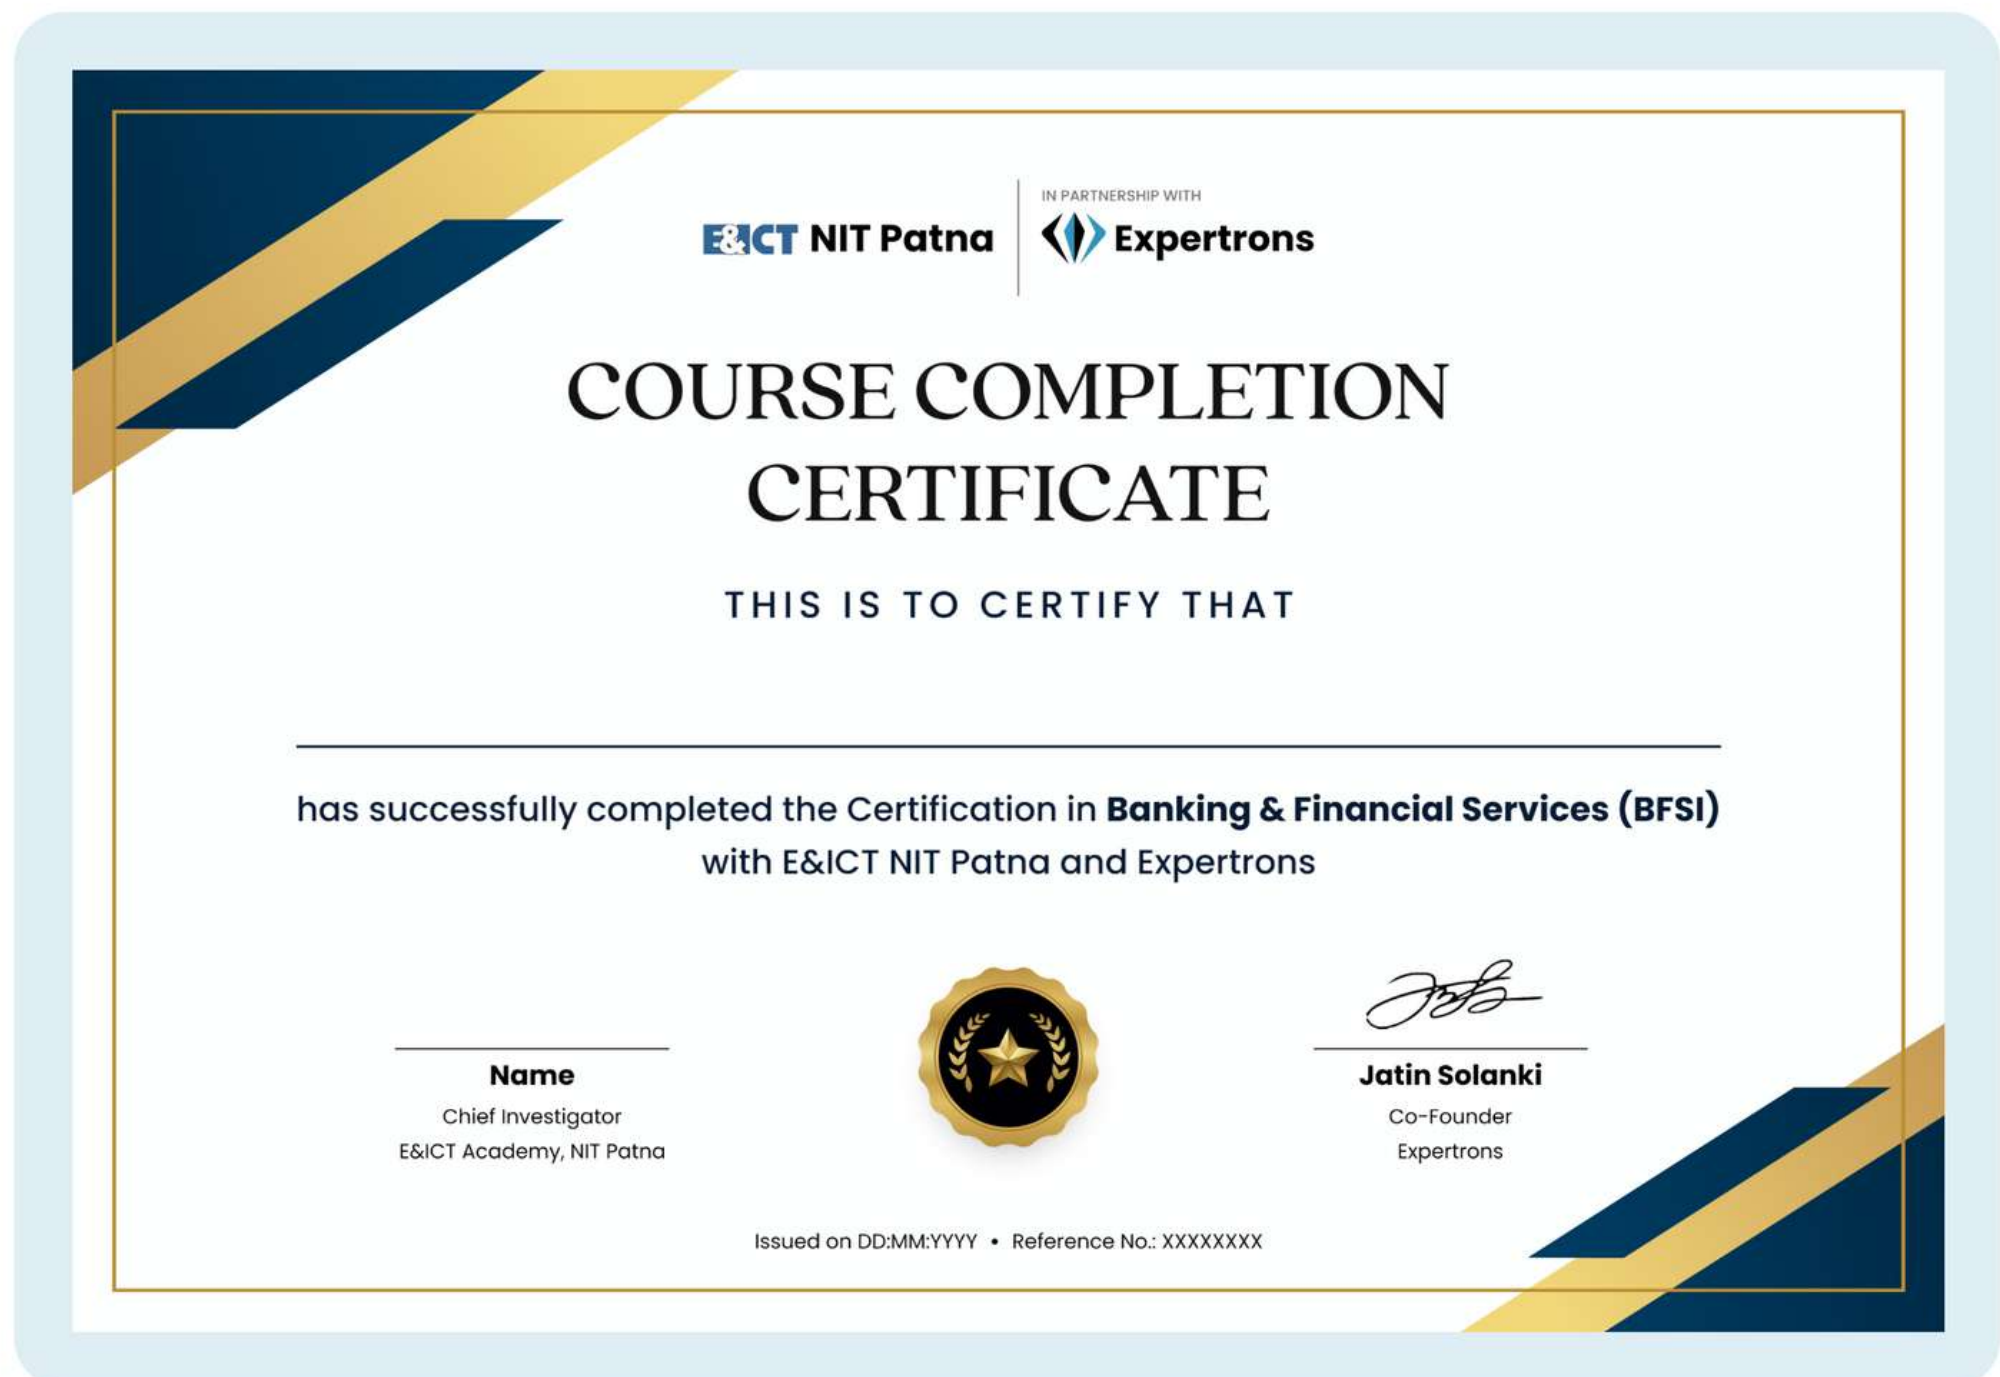 E&ICT NIT Patna
IN PARTNERSHIP WITH
Expertrons
COURSE COMPLETION
CERTIFICATE
THIS IS TO CERTIFY THAT
has successfully completed the Certification in Banking & Financial Services (BFSI)
with E&ICT NIT Patna and Expertrons
Name
Chief Investigator
E&ICT Academy, NIT Patna
Jatin Solanki
Co-Founder
Expertrons
Issued on DD:MM:YYYY • Reference No.: XXXXXXXX